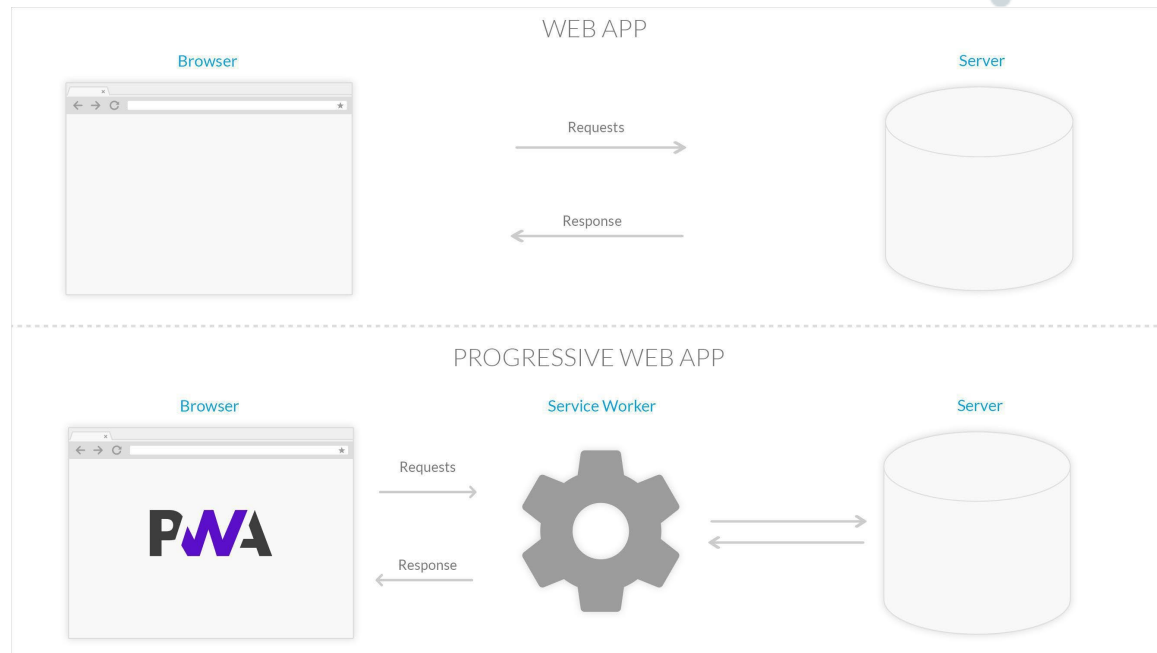 WEB APP
Browser
Server
Requests
Response
PROGRESSIVE WEB APP
Browser
Service Worker
Server
Requests
PWA
Response